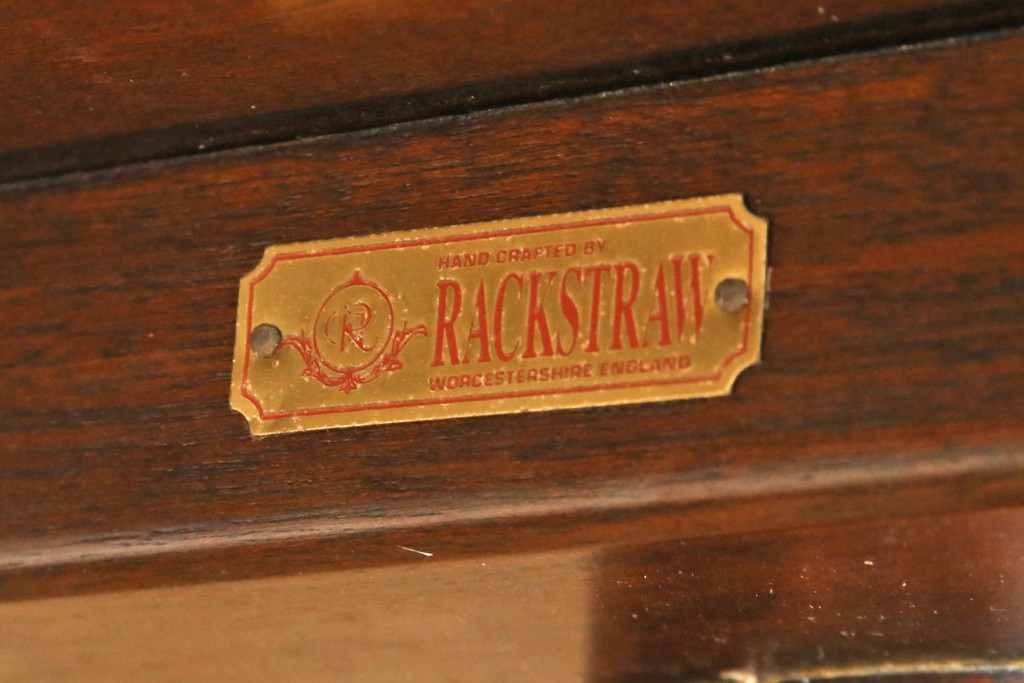 HAND CRAFTED BY
R
RACKSTRAW
WORCESTERSHIRE ENGLAND